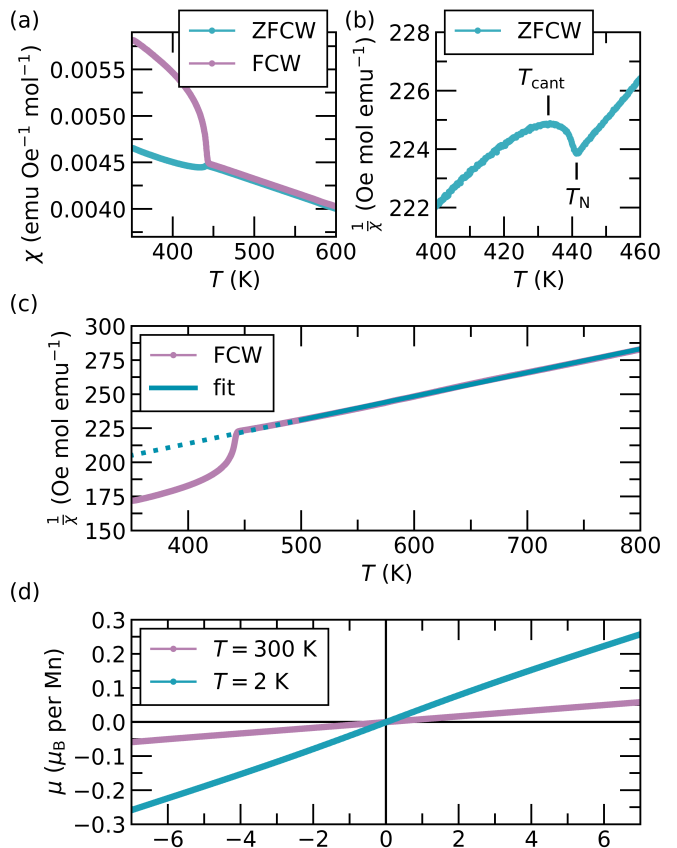 (a)
ZFCW
FCW
0.0055
0.0050
0.0045
0.0040
χ (emu Oe⁻¹ mol⁻¹)
400 500 600
T (K)
(b)
ZFCW
228
226
224
222
1/χ (Oe mol emu⁻¹)
T_cant
T_N
400 420 440 460
T (K)
(c)
FCW
fit
300
275
250
225
200
175
150
1/χ (Oe mol emu⁻¹)
400 500 600 700 800
T (K)
(d)
T = 300 K
T = 2 K
0.3
0.2
0.1
0.0
−0.1
−0.2
−0.3
μ (μ_B per Mn)
−6 −4 −2 0 2 4 6